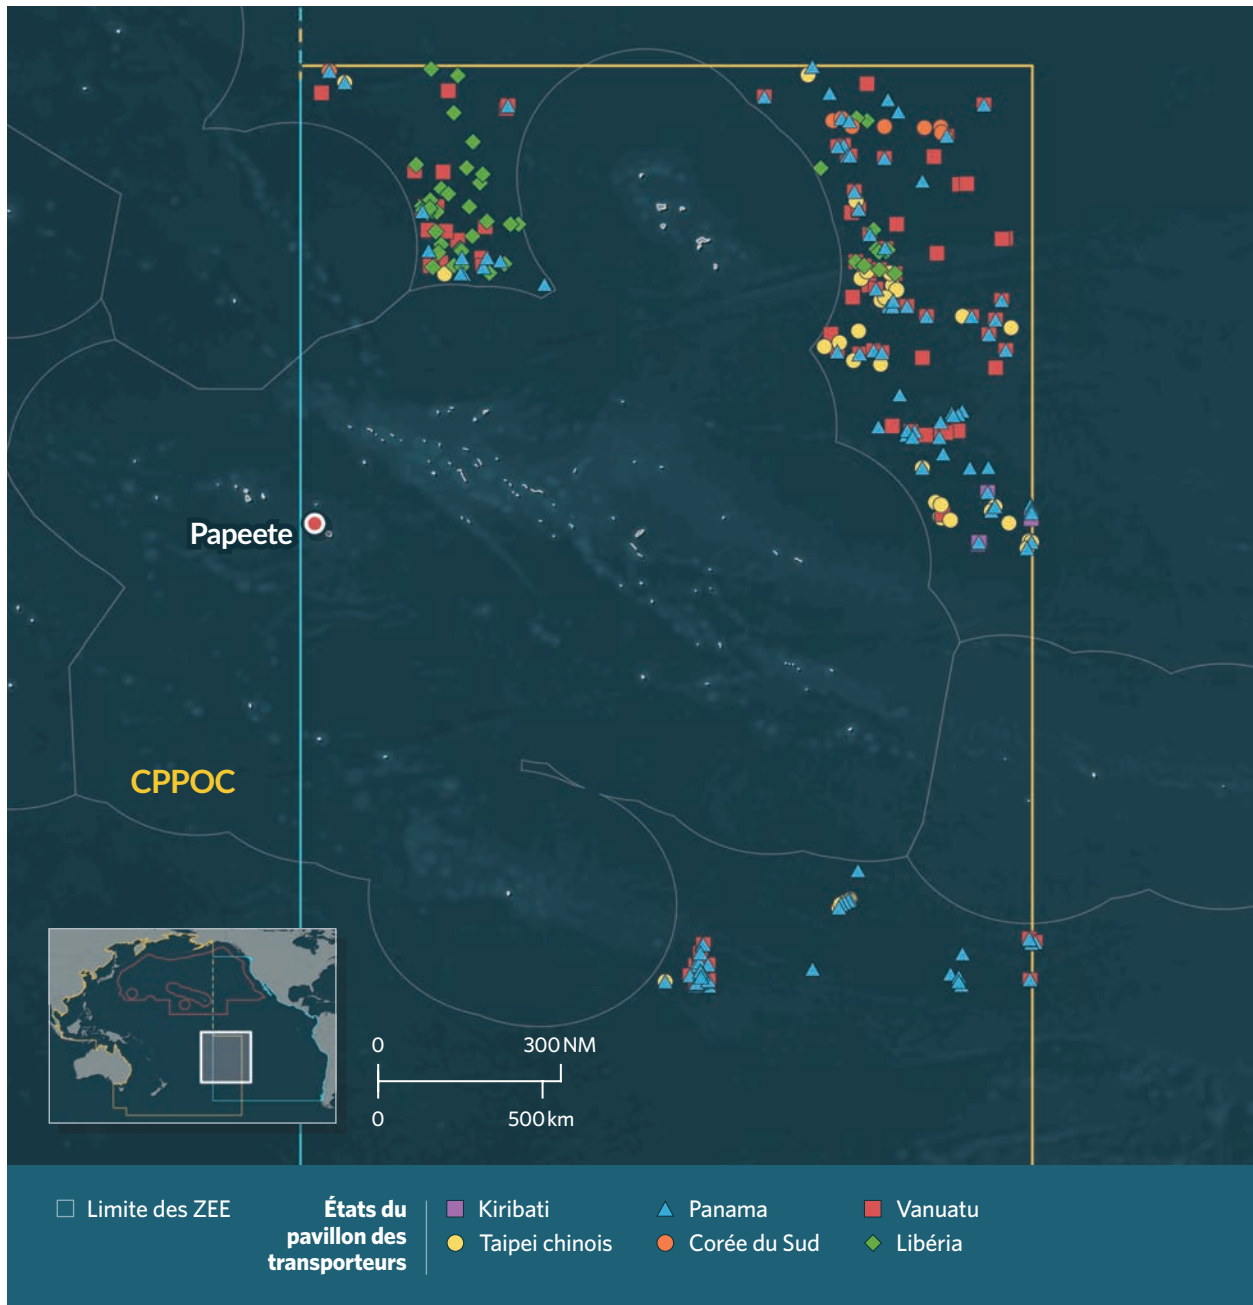 Papeete
CPPOC
0 300 NM
0 500 km
Limite des ZEE
États du
pavillon des
transporteurs
Kiribati
Panama
Vanuatu
Taipei chinois
Corée du Sud
Libéria